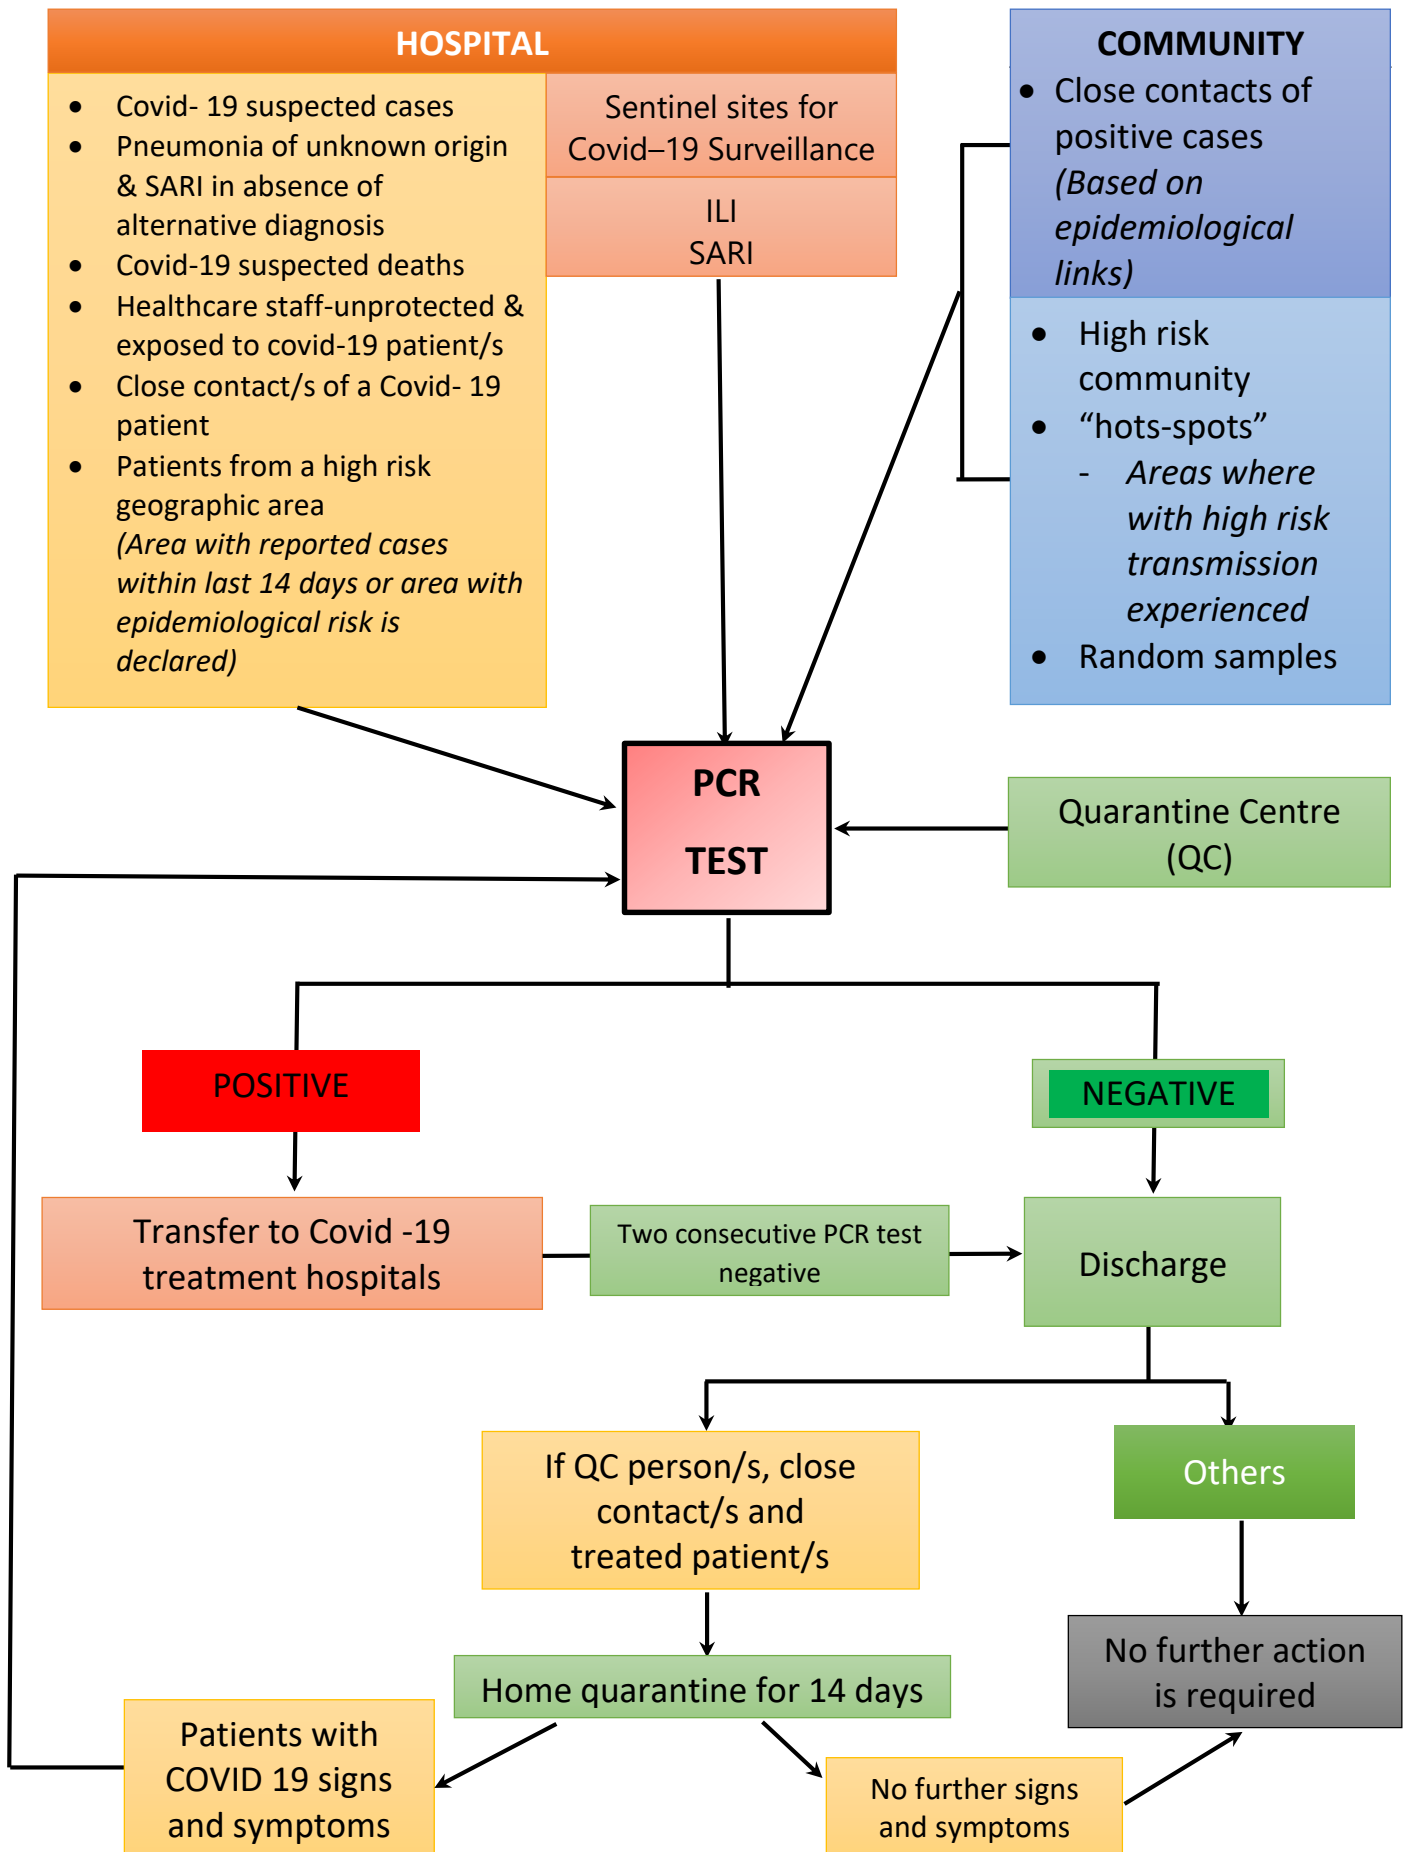 HOSPITAL
• Covid- 19 suspected cases
• Pneumonia of unknown origin
& SARI in absence of
alternative diagnosis
• Covid-19 suspected deaths
• Healthcare staff-unprotected &
exposed to covid-19 patient/s
• Close contact/s of a Covid- 19
patient
• Patients from a high risk
geographic area
(Area with reported cases
within last 14 days or area with
epidemiological risk is
declared)
Sentinel sites for
Covid–19 Surveillance
ILI
SARI
COMMUNITY
• Close contacts of
positive cases
(Based on
epidemiological
links)
• High risk
community
• “hots-spots”
- Areas where
with high risk
transmission
experienced
• Random samples
PCR
TEST
Quarantine Centre
(QC)
POSITIVE
NEGATIVE
Transfer to Covid -19
treatment hospitals
Two consecutive PCR test
negative
Discharge
If QC person/s, close
contact/s and
treated patient/s
Others
Home quarantine for 14 days
No further action
is required
Patients with
COVID 19 signs
and symptoms
No further signs
and symptoms